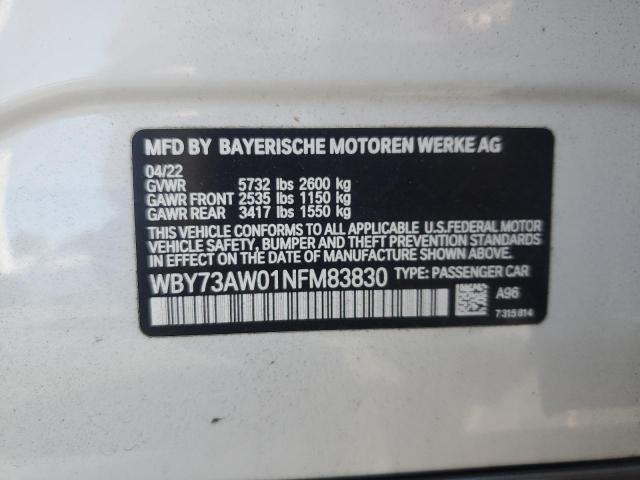 MFD BY BAYERISCHE MOTOREN WERKE AG
04/22
GVWR 5732 lbs 2600 kg
GAWR FRONT 2535 lbs 1150 kg
GAWR REAR 3417 lbs 1550 kg
THIS VEHICLE CONFORMS TO ALL APPLICABLE U.S.FEDERAL MOTOR
VEHICLE SAFETY, BUMPER AND THEFT PREVENTION STANDARDS
IN EFFECT ON THE DATE OF MANUFACTURE SHOWN ABOVE.
WBY73AW01NFM83830 TYPE: PASSENGER CAR
A96
7315814